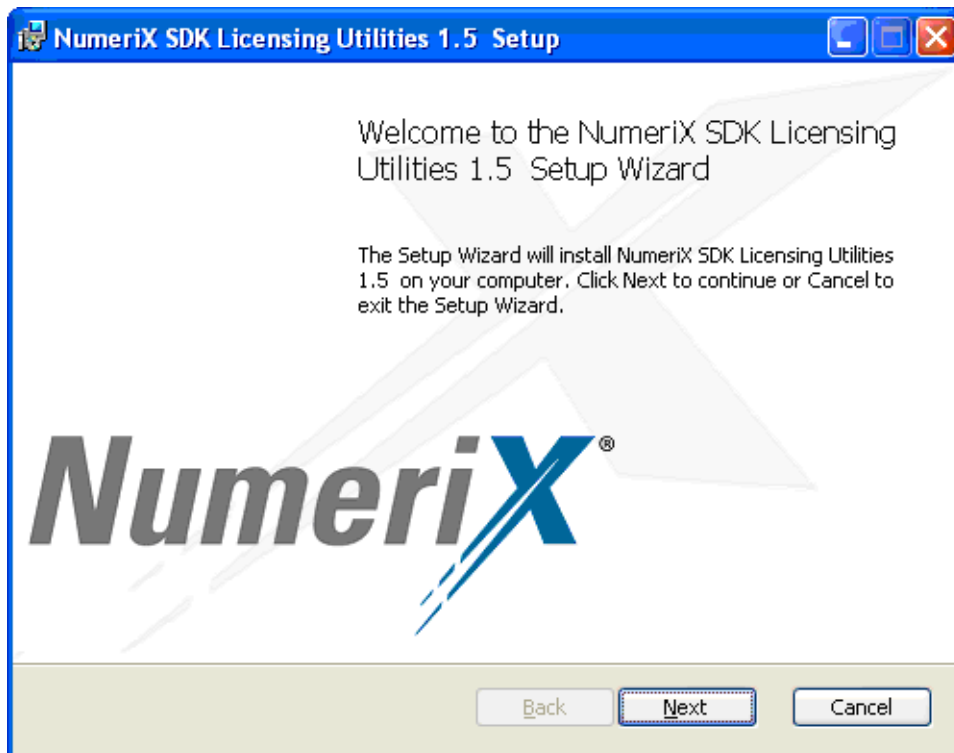 NumeriX SDK Licensing Utilities 1.5  Setup
Welcome to the NumeriX SDK Licensing
Utilities 1.5  Setup Wizard
The Setup Wizard will install NumeriX SDK Licensing Utilities
1.5  on your computer. Click Next to continue or Cancel to
exit the Setup Wizard.
NumeriX®
Back
Next
Cancel